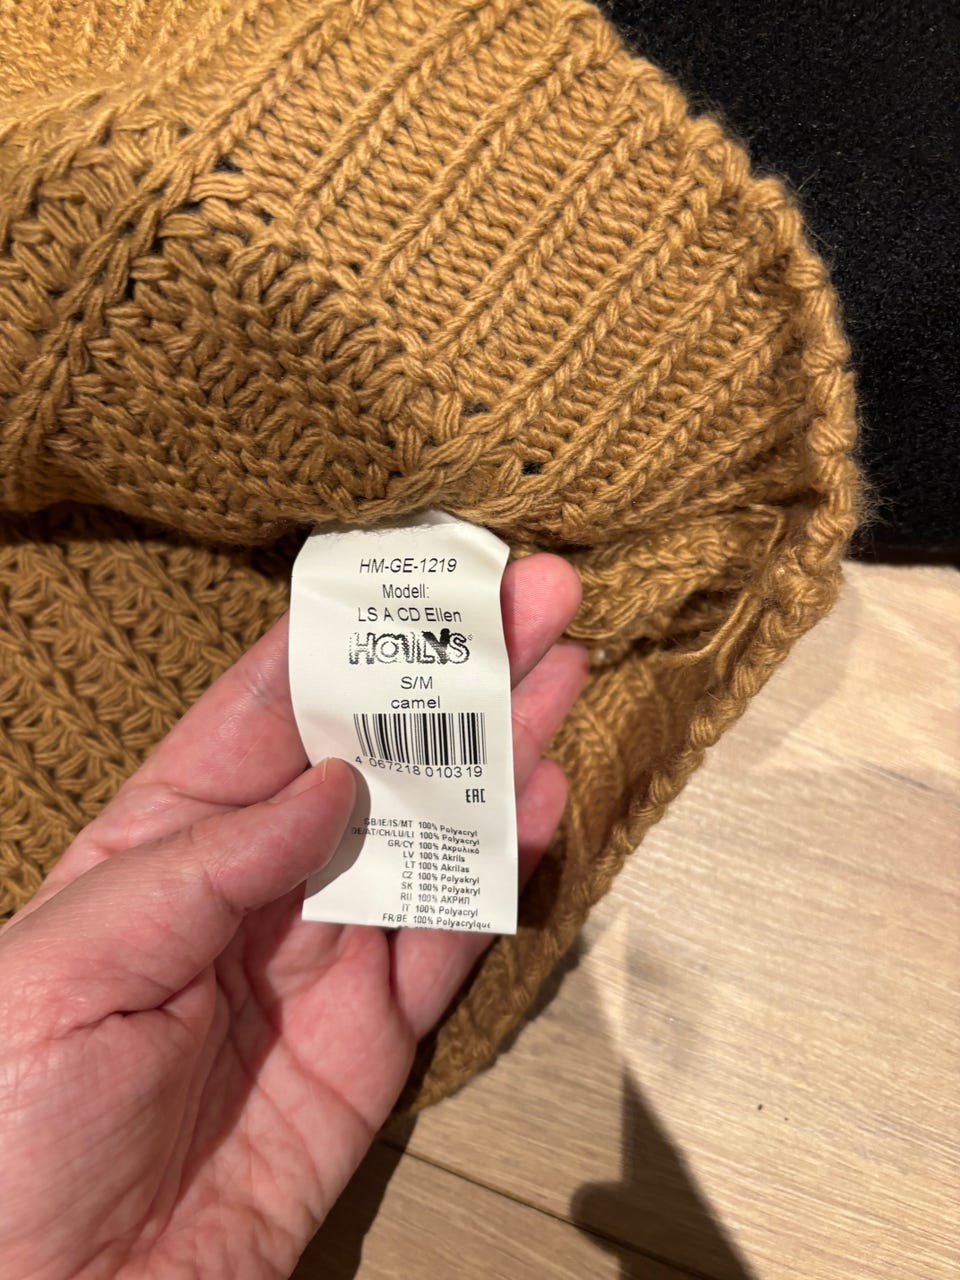 HM-GE-1219
Modell:
LS A CD Ellen
HAILYS
S/M
camel
4 067218 010319
EAC
GB/IE/IS/MT 100% Polyacryl
DE/AT/CH/LU/LI 100% Polyacryl
GR/CY 100% Ακρυλικό
LV 100% Akrils
LT 100% Akrilas
CZ 100% Polyakryl
SK 100% Polyakryl
RU 100% АКРИЛ
IT 100% Polyacryl
FR/BE 100% Polyacrylique